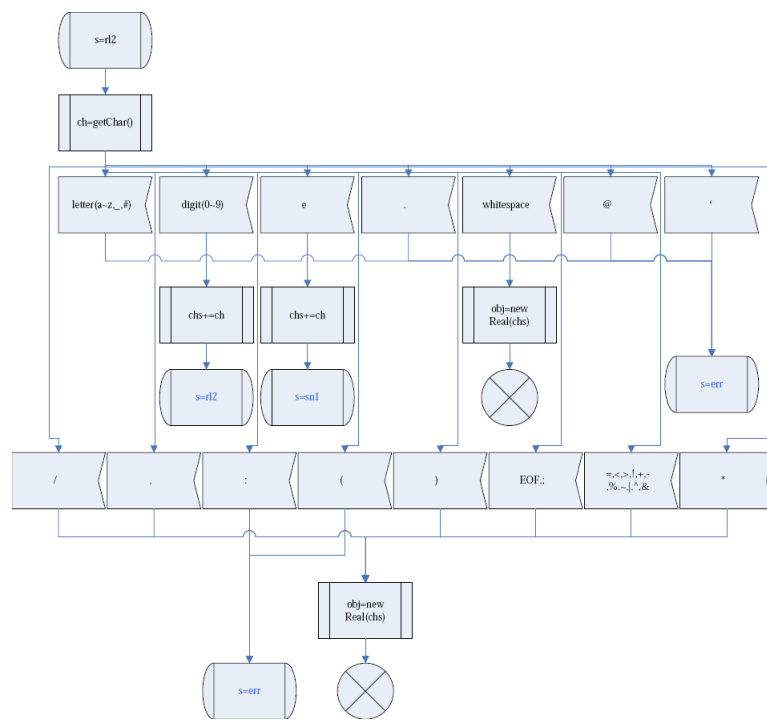 s=rl2
ch=getChar()
letter(a~z,_,#)
digit(0~9)
e
.
whitespace
@
‘
chs+=ch
chs+=ch
obj=new
Real(chs)
s=rl2
s=sn1
s=err
/
,
:
(
)
EOF,;
=,<,>,!,+,-
,%,~,|,^,&
*
obj=new
Real(chs)
s=err